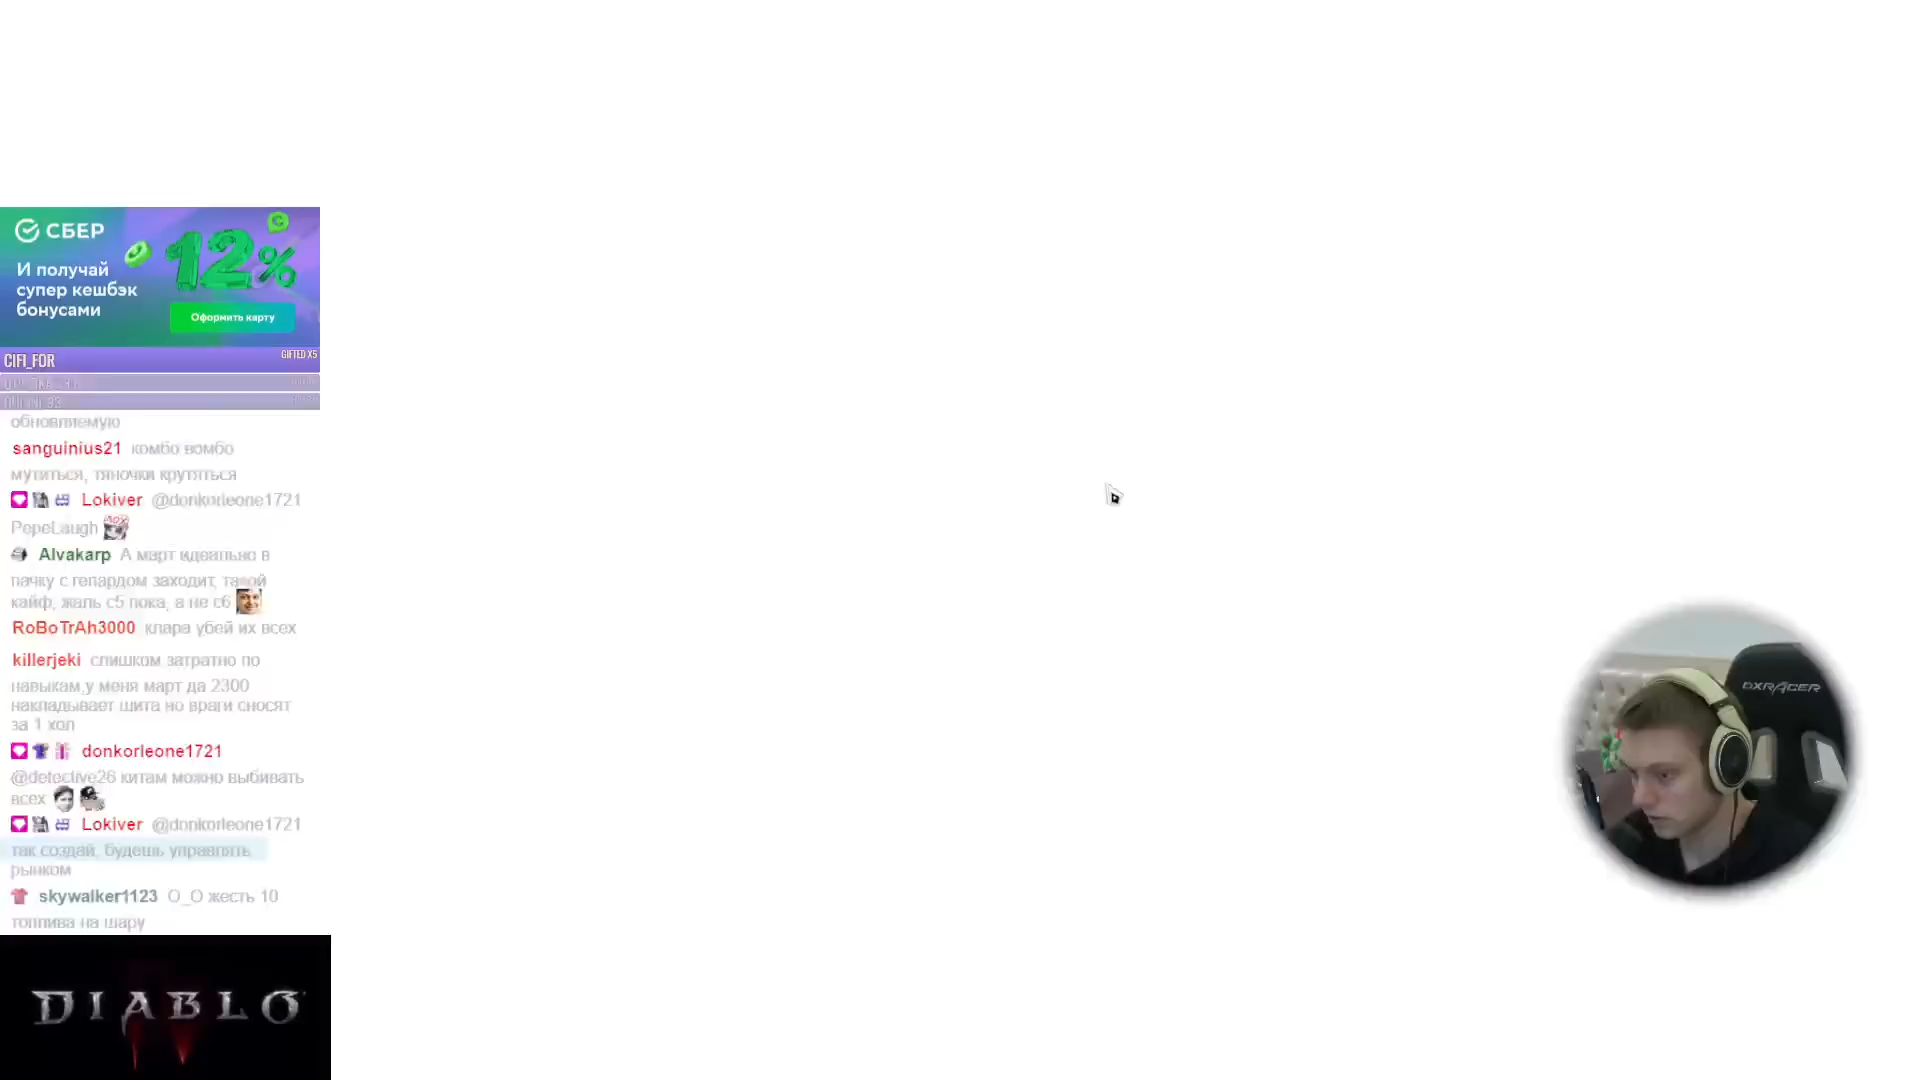 СБЕР
12%
И получай
супер кешбэк
бонусами
Оформить карту
CIFI_FOR
GIFTED X5
обновляемую
sanguinius21 комбо вомбо
мутиться, тяночки крутяться
Lokiver @donkorleone1721
PepeLaugh
Alvakarp А март идеально в
пачку с гепардом заходит, такой
кайф, жаль с5 пока, а не с6
RoBoTrAh3000 клара убей их всех
killerjeki слишком затратно по
навыкам,у меня март да 2300
накладывает щита но враги сносят
за 1 ход
donkorleone1721
@detective26 китам можно выбивать
всех
Lokiver @donkorleone1721
так создай, будешь управлять
рынком
skywalker1123 O_O жесть 10
топлива на шару
DIABLO
IV
DXRACER